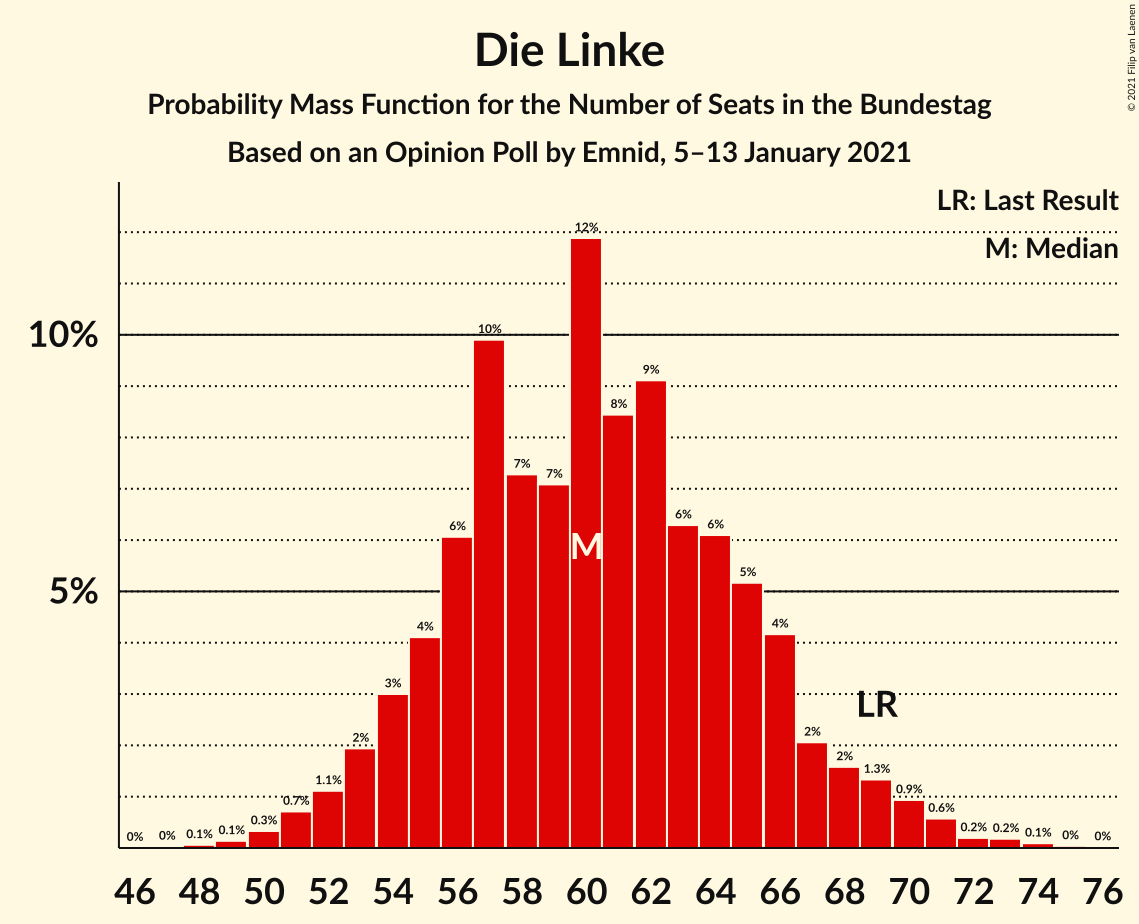 Die Linke
Probability Mass Function for the Number of Seats in the Bundestag
Based on an Opinion Poll by Emnid, 5–13 January 2021
© 2021 Filip van Laenen
LR: Last Result
M: Median
10%
5%
0% 0% 0.1% 0.1% 0.3% 0.7% 1.1% 2% 3% 4% 6% 10% 7% 7% 12% 8% 9% 6% 6% 5% 4% 2% 2% 1.3% 0.9% 0.6% 0.2% 0.2% 0.1% 0% 0%
M
LR
46 48 50 52 54 56 58 60 62 64 66 68 70 72 74 76